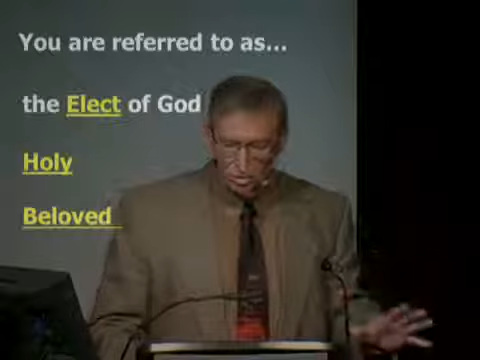 You are referred to as...
the Elect of God
Holy
Beloved